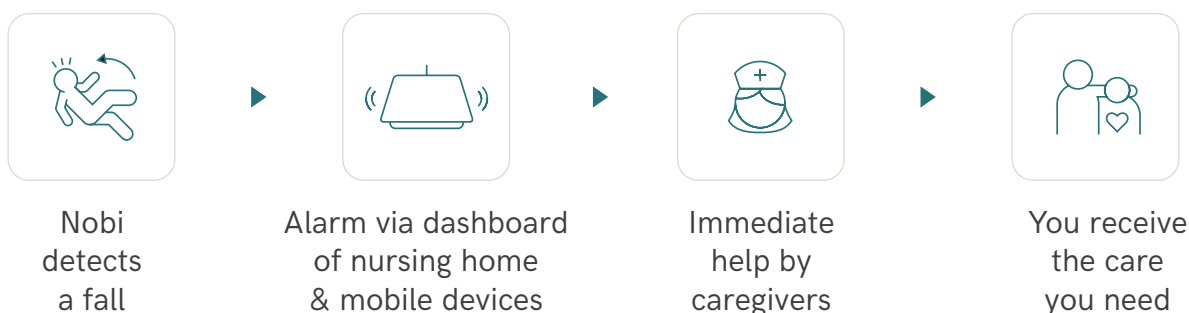 Nobi
detects
a fall
Alarm via dashboard
of nursing home
& mobile devices
Immediate
help by
caregivers
You receive
the care
you need